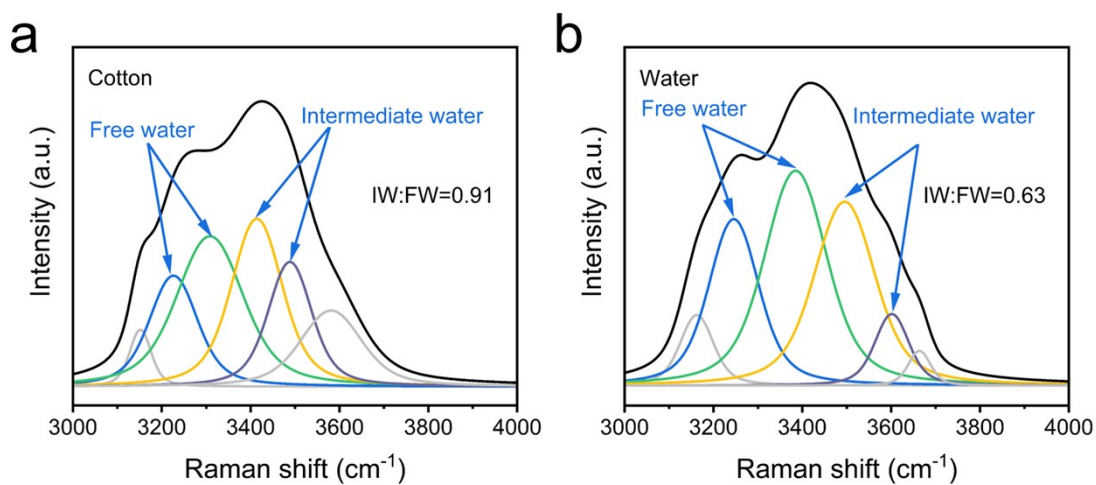 a
Cotton
Free water
Intermediate water
IW:FW=0.91
Intensity (a.u.)
3000 3200 3400 3600 3800 4000
Raman shift (cm⁻¹)
b
Water
Free water
Intermediate water
IW:FW=0.63
Intensity (a.u.)
3000 3200 3400 3600 3800 4000
Raman shift (cm⁻¹)